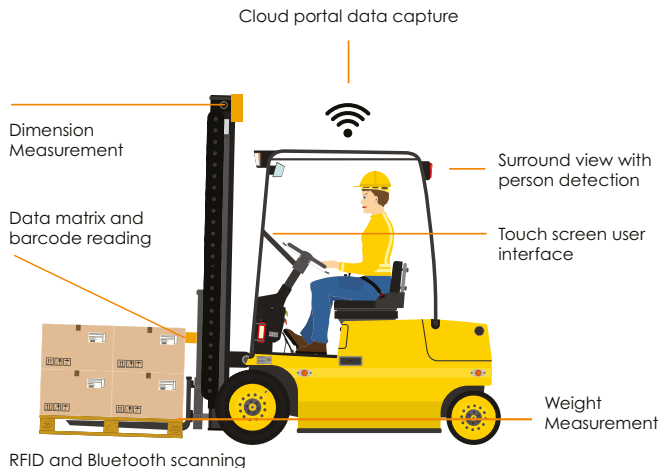 Cloud portal data capture
Dimension
Measurement
Surround view with
person detection
Data matrix and
barcode reading
Touch screen user
interface
Weight
Measurement
RFID and Bluetooth scanning